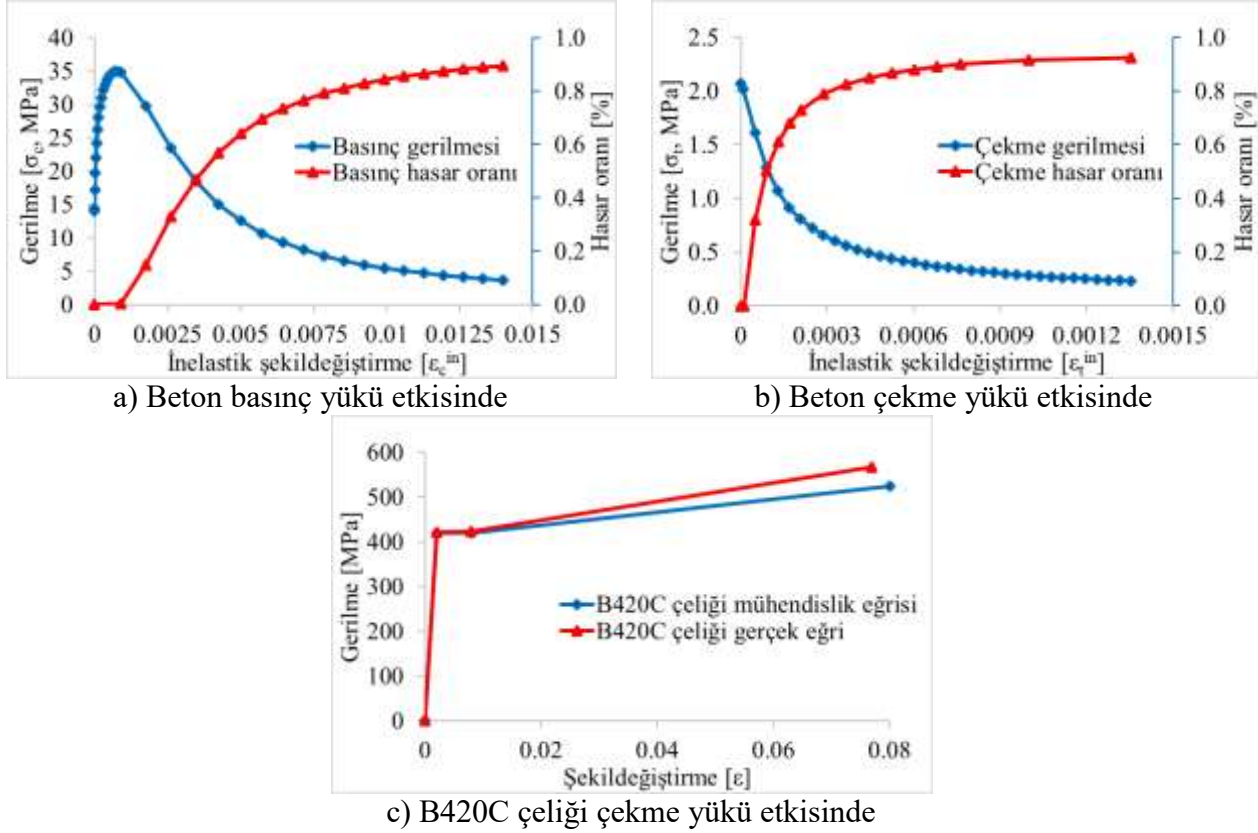 Gerilme [σc, MPa]
40
35
30
25
20
15
10
5
0
Basınç gerilmesi
Basınç hasar oranı
1.0
0.8
0.6
0.4
0.2
0.0
Hasar oranı [%]
0 0.0025 0.005 0.0075 0.01 0.0125 0.015
İnelastik şekildeğiştirme [εc^in]
a) Beton basınç yükü etkisinde
Gerilme [σt, MPa]
2.5
2.0
1.5
1.0
0.5
0.0
Çekme gerilmesi
Çekme hasar oranı
1.0
0.8
0.6
0.4
0.2
0.0
Hasar oranı [%]
0 0.0003 0.0006 0.0009 0.0012 0.0015
İnelastik şekildeğiştirme [εt^in]
b) Beton çekme yükü etkisinde
Gerilme [MPa]
600
500
400
300
200
100
0
B420C çeliği mühendislik eğrisi
B420C çeliği gerçek eğri
0 0.02 0.04 0.06 0.08
Şekildeğiştirme [ε]
c) B420C çeliği çekme yükü etkisinde